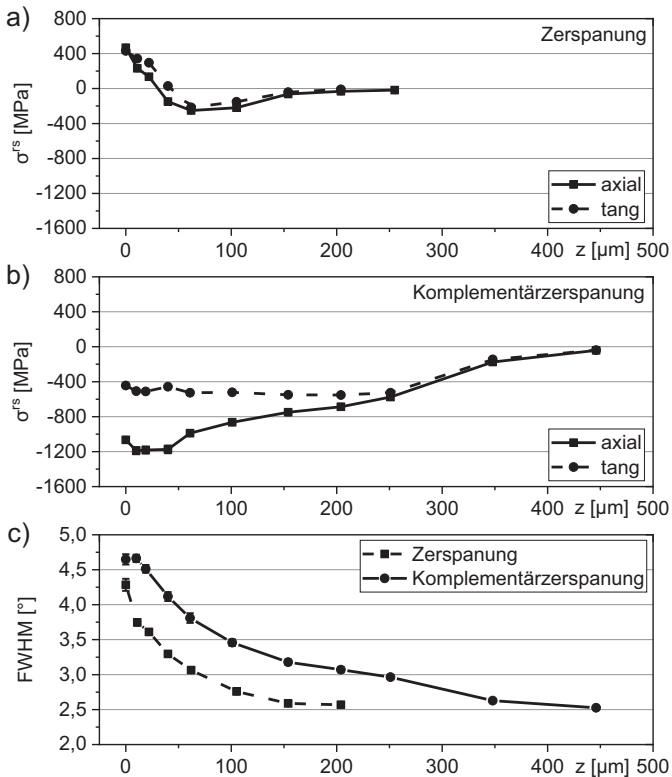 a)
800
400
0
-400
-800
-1200
-1600
σʳˢ [MPa]
Zerspanung
axial
tang
0 100 200 300 z [µm] 400 500
b)
800
400
0
-400
-800
-1200
-1600
σʳˢ [MPa]
Komplementärzerspanung
axial
tang
0 100 200 300 400 z [µm] 500
c)
5,0
4,5
4,0
3,5
3,0
2,5
2,0
FWHM [°]
Zerspanung
Komplementärzerspanung
0 100 200 300 400 z [µm] 500